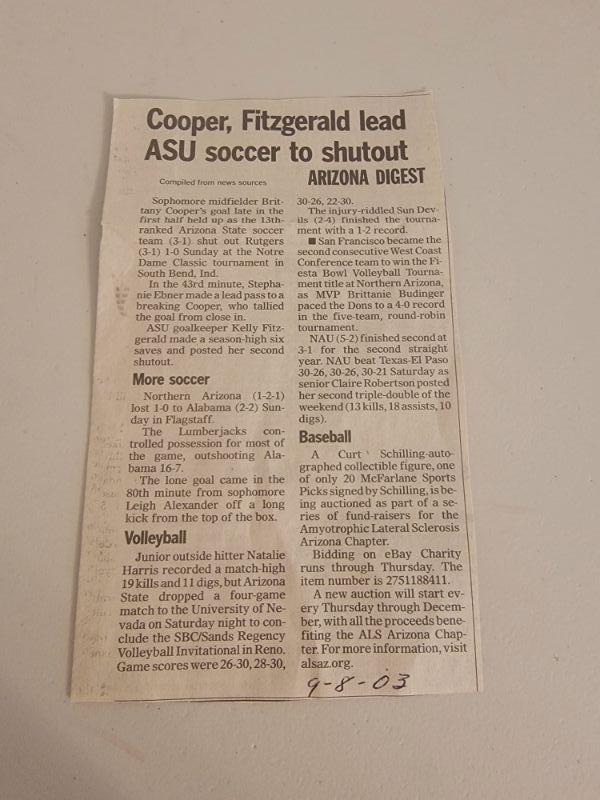 Cooper, Fitzgerald lead
ASU soccer to shutout
Compiled from news sources
ARIZONA DIGEST
Sophomore midfielder Brit-
tany Cooper's goal late in the
first half held up as the 13th-
ranked Arizona State soccer
team (3-1) shut out Rutgers
(3-1) 1-0 Sunday at the Notre
Dame Classic tournament in
South Bend, Ind.
In the 43rd minute, Stepha-
nie Ebner made a lead pass to a
breaking Cooper, who tallied
the goal from close in.
ASU goalkeeper Kelly Fitz-
gerald made a season-high six
saves and posted her second
shutout.
More soccer
Northern Arizona (1-2-1)
lost 1-0 to Alabama (2-2) Sun-
day in Flagstaff.
The Lumberjacks con-
trolled possession for most of
the game, outshooting Ala-
bama 16-7.
The lone goal came in the
80th minute from sophomore
Leigh Alexander off a long
kick from the top of the box.
Volleyball
Junior outside hitter Natalie
Harris recorded a match-high
19 kills and 11 digs, but Arizona
State dropped a four-game
match to the University of Ne-
vada on Saturday night to con-
clude the SBC/Sands Regency
Volleyball Invitational in Reno.
Game scores were 26-30, 28-30,
30-26, 22-30.
The injury-riddled Sun Dev-
ils (2-4) finished the tourna-
ment with a 1-2 record.
■ San Francisco became the
second consecutive West Coast
Conference team to win the Fi-
esta Bowl Volleyball Tourna-
ment title at Northern Arizona,
as MVP Brittanie Budinger
paced the Dons to a 4-0 record
in the five-team, round-robin
tournament.
NAU (5-2) finished second at
3-1 for the second straight
year. NAU beat Texas-El Paso
30-26, 30-26, 30-21 Saturday as
senior Claire Robertson posted
her second triple-double of the
weekend (13 kills, 18 assists, 10
digs).
Baseball
A Curt Schilling-auto-
graphed collectible figure, one
of only 20 McFarlane Sports
Picks signed by Schilling, is be-
ing auctioned as part of a se-
ries of fund-raisers for the
Amyotrophic Lateral Sclerosis
Arizona Chapter.
Bidding on eBay Charity
runs through Thursday. The
item number is 2751188411.
A new auction will start ev-
ery Thursday through Decem-
ber, with all the proceeds bene-
fiting the ALS Arizona Chap-
ter. For more information, visit
alsaz.org.
9-8-03